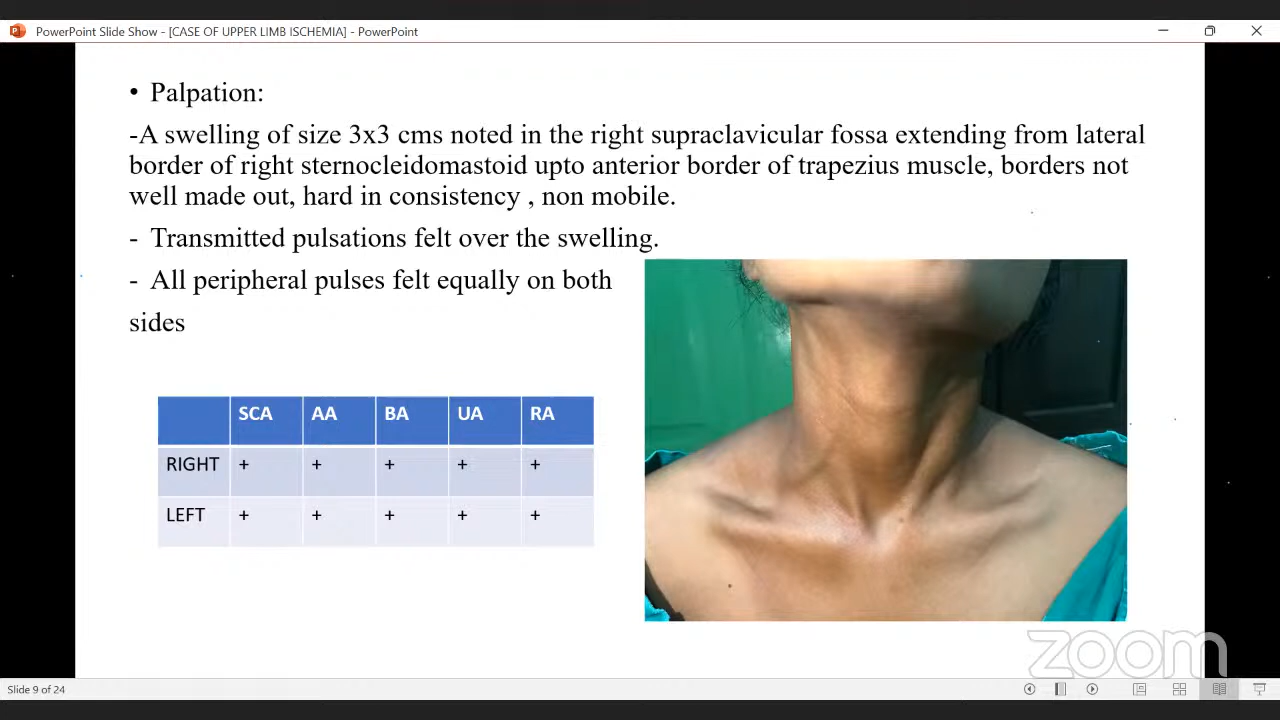 PowerPoint Slide Show - [CASE OF UPPER LIMB ISCHEMIA] - PowerPoint
• Palpation:
-A swelling of size 3x3 cms noted in the right supraclavicular fossa extending from lateral
border of right sternocleidomastoid upto anterior border of trapezius muscle, borders not
well made out, hard in consistency , non mobile.
- Transmitted pulsations felt over the swelling.
- All peripheral pulses felt equally on both
sides
SCA AA BA UA RA
RIGHT + + + + +
LEFT + + + + +
zoom
Slide 9 of 24